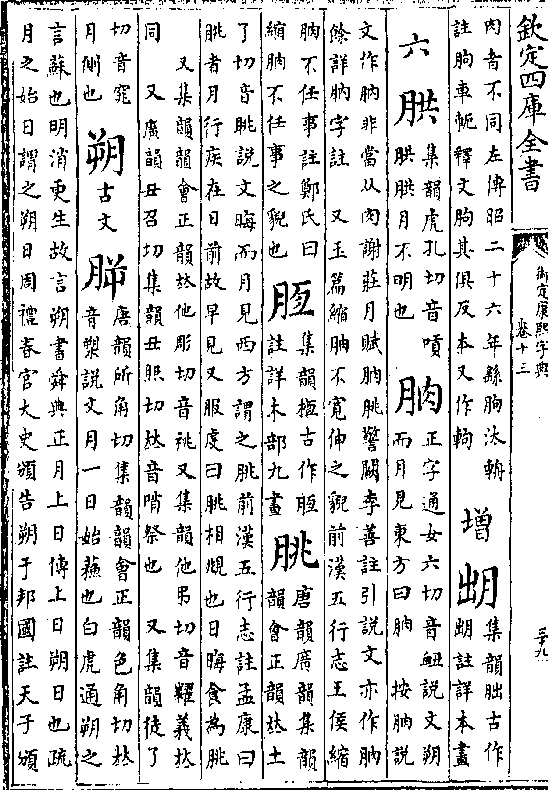 欽定四庫全書
御定康熙字典
卷十三
三十九
肉者不同左傳昭二十六年繇朐汰輈
註朐車軛釋文朐其俱反本又作軥
增
集韻朏古作
註詳本畫
六
集韻虎孔切音嗊
月不明也
朒
正字通女六切音衄說文朔
而月見東方曰朒 按朒說
文作肭非當从肉謝莊月賦朒朓警闕李善註引說文亦作朒
餘詳朒字註 又玉篇縮朒不寬伸之貌前漢五行志王侯縮
朒不任事註鄭氏曰
縮朒不任事之貌也
集韻極古作
註詳木部九畫
朓
唐韻廣韻集韻
韻會正韻𠀤土
了切音朓說文晦而月見西方謂之朓前漢五行志註孟康曰
朓者月行疾在日前故早見又服虔曰朓相覜也日晦食為朓
又集韻韻會正韻𠀤他彫切音祧又集韻他弔切音糶義𠀤
同 又廣韻丑召切集韻丑照切𠀤音哨祭也 又集韻徒了
切音窕
月側也
朔
古文
唐韻所角切集韻韻會正韻色角切𠀤
音槊說文月一日始蘇也白虎通朔之
言蘇也明消更生故言朔書舜典正月上日傳上日朔日也疏
月之始日謂之朔日周禮春官大史頒告朔于邦國註天子頒